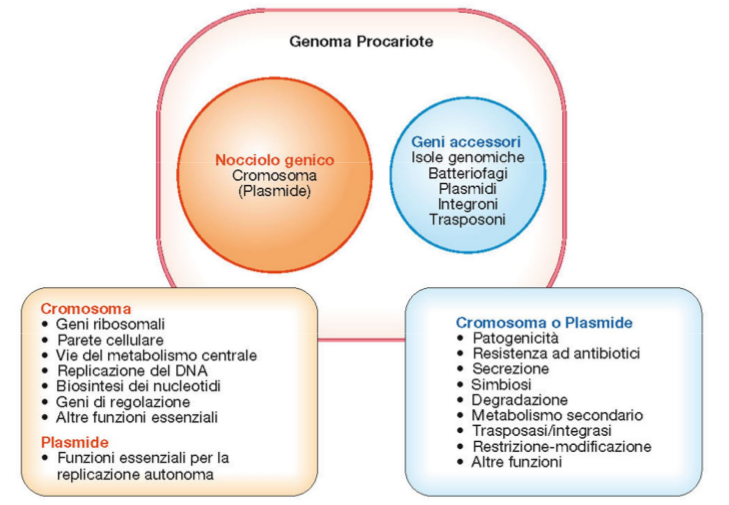 Genoma Procariote
Nocciolo genico
Cromosoma
(Plasmide)
Geni accessori
Isole genomiche
Batteriofagi
Plasmidi
Integroni
Trasposoni
Cromosoma
• Geni ribosomali
• Parete cellulare
• Vie del metabolismo centrale
• Replicazione del DNA
• Biosintesi dei nucleotidi
• Geni di regolazione
• Altre funzioni essenziali
Plasmide
• Funzioni essenziali per la
replicazione autonoma
Cromosoma o Plasmide
• Patogenicità
• Resistenza ad antibiotici
• Secrezione
• Simbiosi
• Degradazione
• Metabolismo secondario
• Trasposasi/integrasi
• Restrizione-modificazione
• Altre funzioni